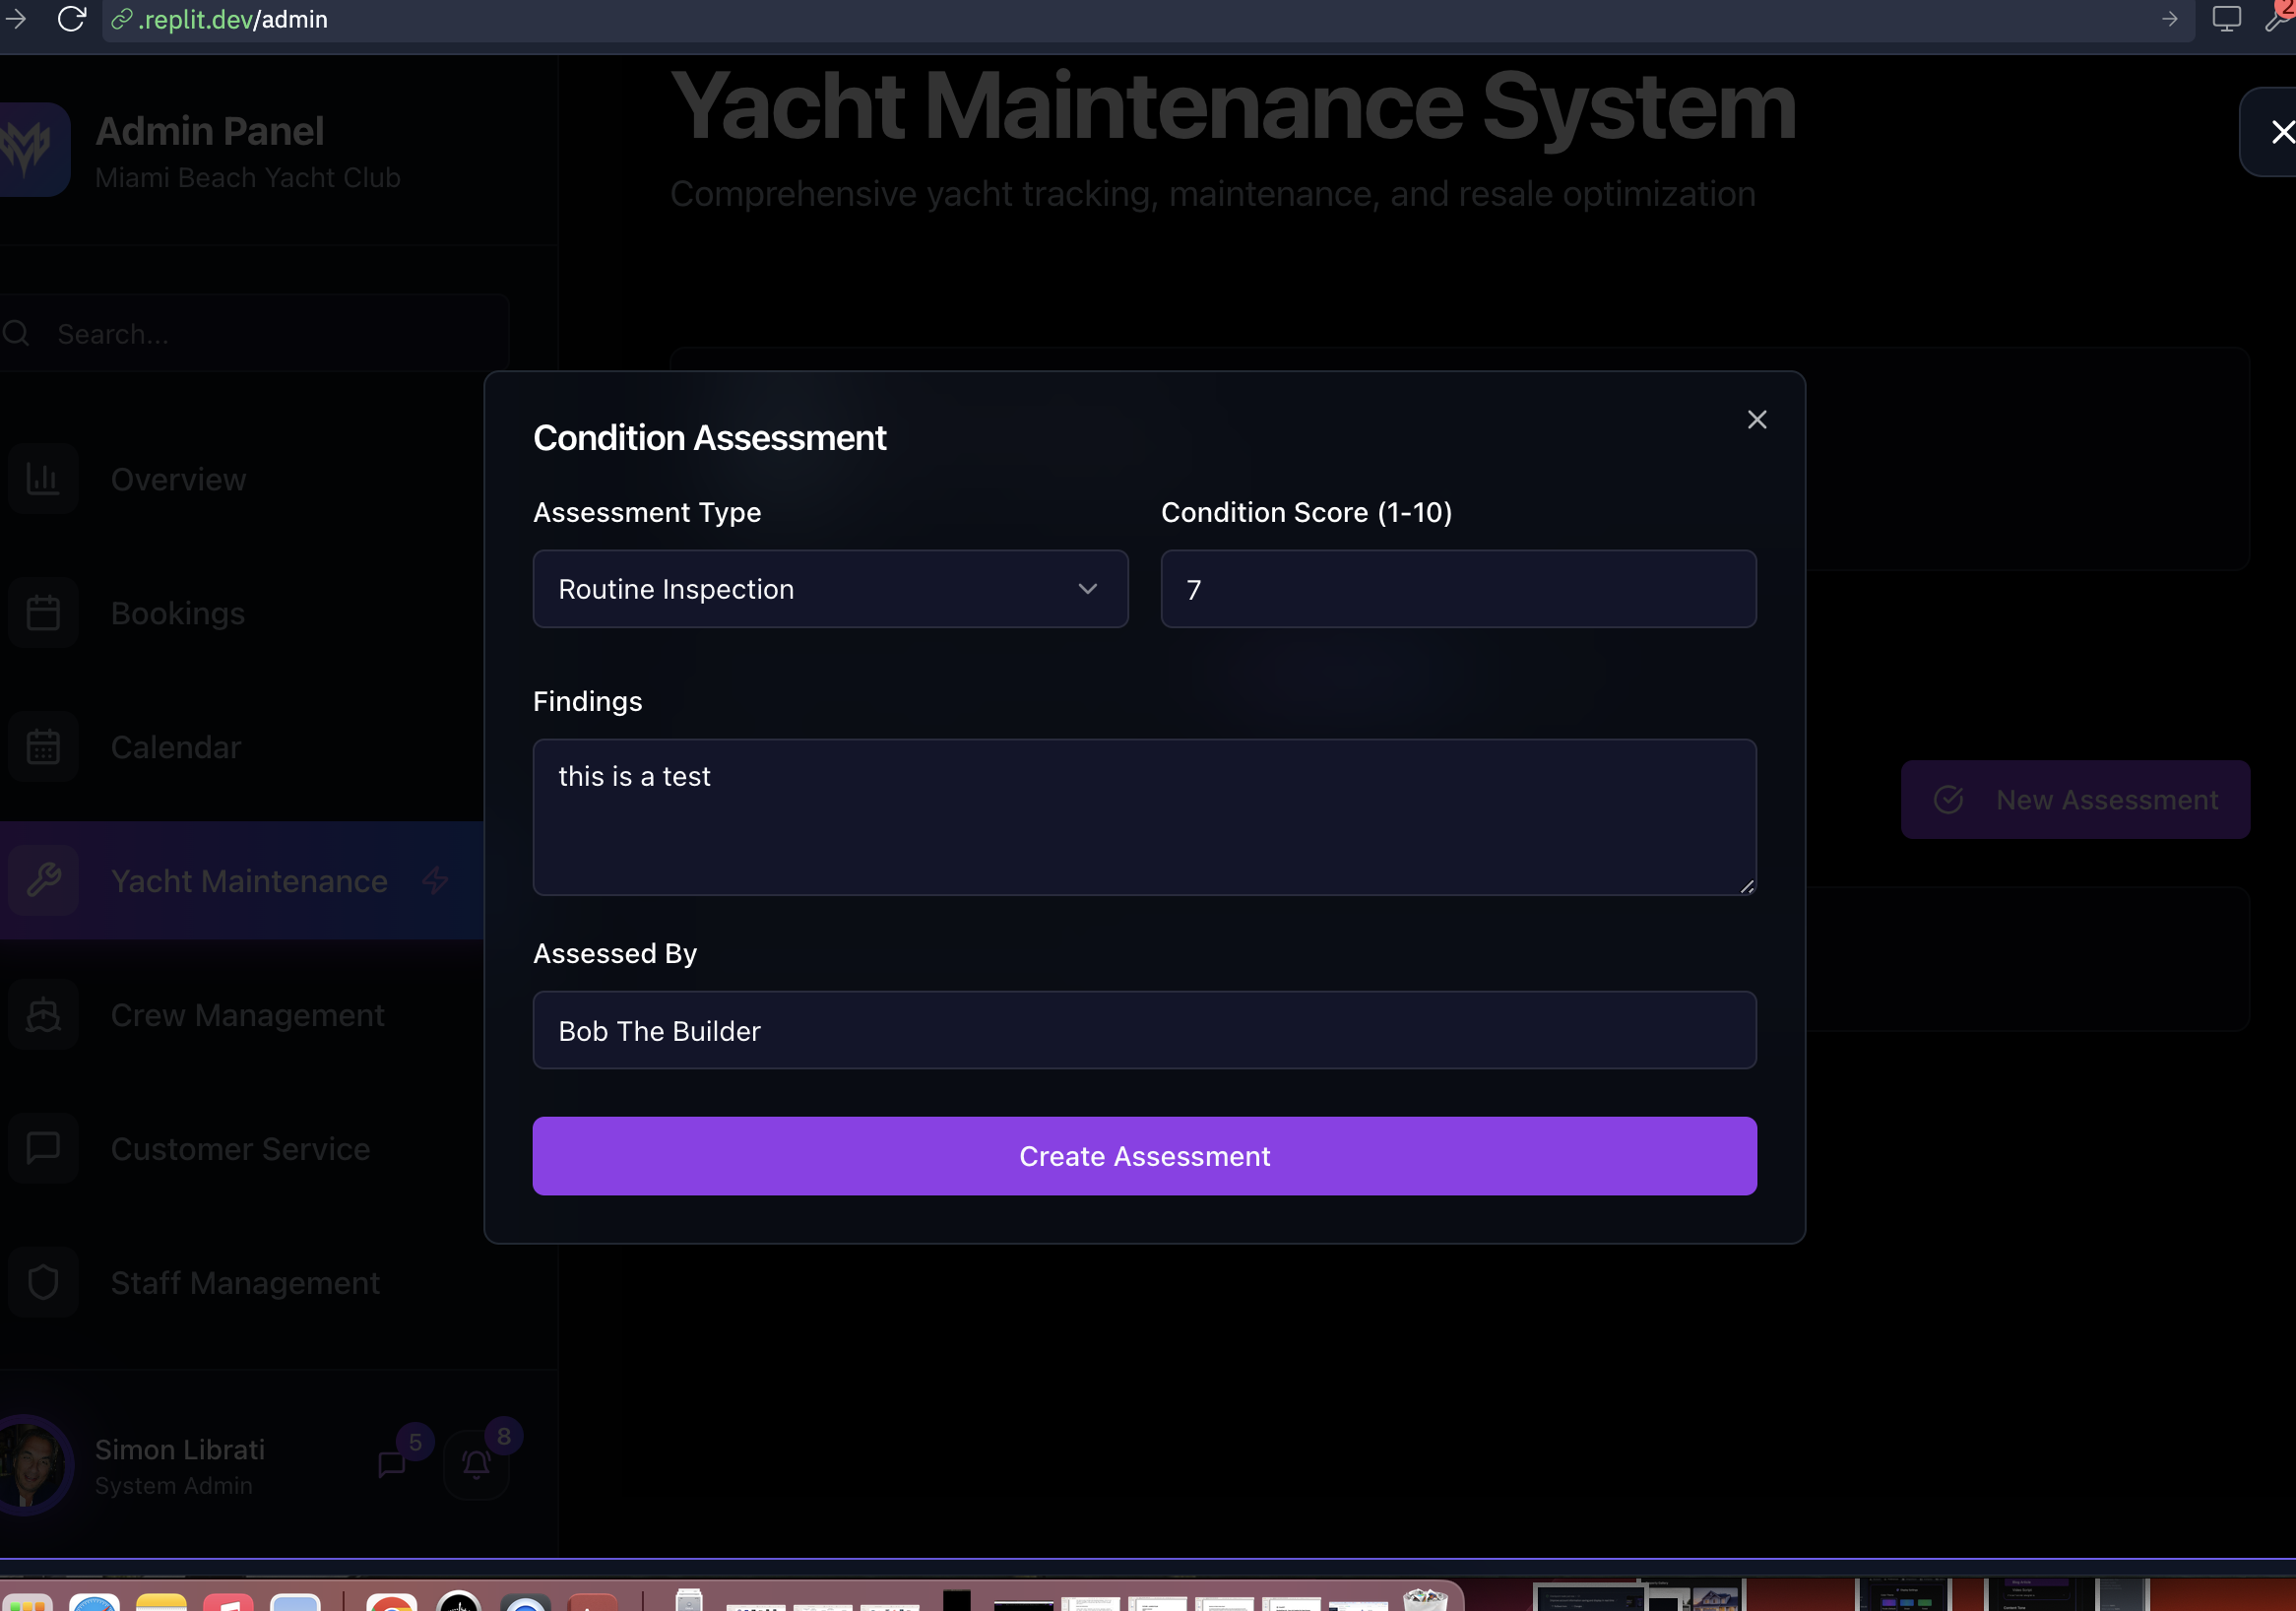 .replit.dev/admin
2
Admin Panel
Miami Beach Yacht Club
Search...
Overview
Bookings
Calendar
Yacht Maintenance
Crew Management
Customer Service
Staff Management
Simon Librati
System Admin
5
8
Yacht Maintenance System
Comprehensive yacht tracking, maintenance, and resale optimization
New Assessment
Condition Assessment
Assessment Type
Condition Score (1-10)
Routine Inspection
7
Findings
this is a test
Assessed By
Bob The Builder
Create Assessment